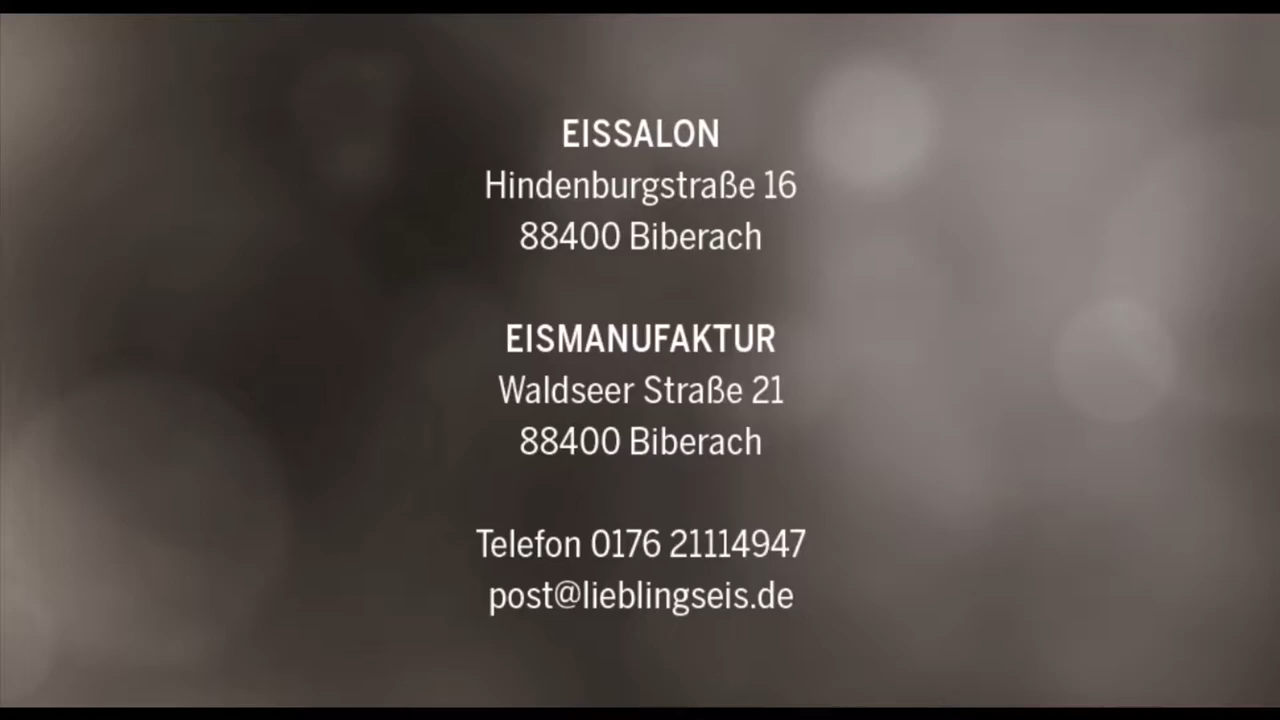 EISSALON
Hindenburgstraße 16
88400 Biberach
EISMANUFAKTUR
Waldseer Straße 21
88400 Biberach
Telefon 0176 21114947
post@lieblingseis.de